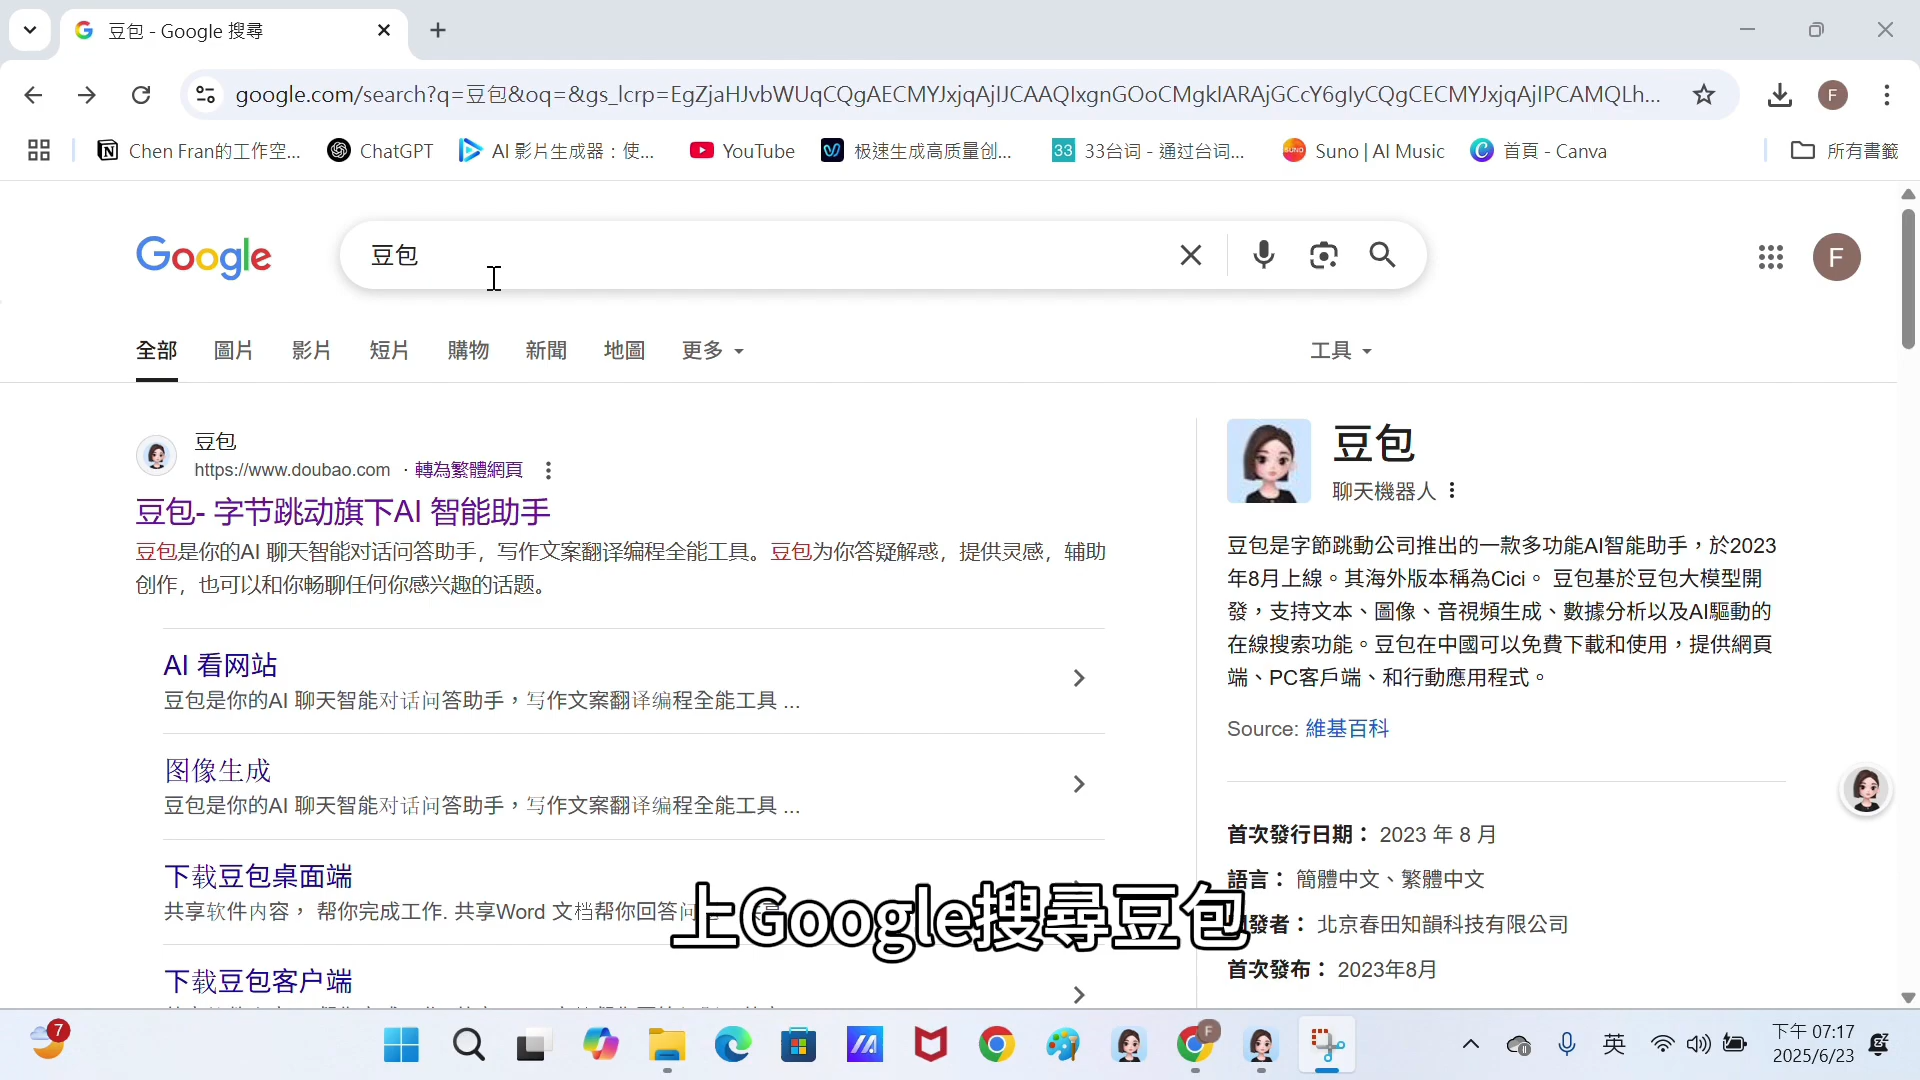 豆包 - Google 搜尋
google.com/search?q=豆包&oq=&gs_lcrp=EgZjaHJvbWUqCQgAECMYJxjqAjIJCAAQIxgnGOoCMgkIARAjGCcY6gIyCQgCECMYJxjqAjIPCAMQLh...
F
Chen Fran的工作空...
ChatGPT
AI 影片生成器：使...
YouTube
极速生成高质量创...
33
33台词 - 通过台词...
SUNO
Suno | AI Music
首頁 - Canva
所有書籤
Google
豆包
F
全部
圖片
影片
短片
購物
新聞
地圖
更多
工具
豆包
https://www.doubao.com · 轉為繁體網頁
豆包- 字节跳动旗下AI 智能助手
豆包是你的AI 聊天智能对话问答助手，写作文案翻译编程全能工具。豆包为你答疑解惑，提供灵感，辅助
创作，也可以和你畅聊任何你感兴趣的话题。
AI 看网站
豆包是你的AI 聊天智能对话问答助手，写作文案翻译编程全能工具 ...
图像生成
豆包是你的AI 聊天智能对话问答助手，写作文案翻译编程全能工具 ...
下载豆包桌面端
共享软件内容， 帮你完成工作. 共享Word 文档帮你回答问
下载豆包客户端
豆包
聊天機器人
豆包是字節跳動公司推出的一款多功能AI智能助手，於2023
年8月上線。其海外版本稱為Cici。 豆包基於豆包大模型開
發，支持文本、圖像、音視頻生成、數據分析以及AI驅動的
在線搜索功能。豆包在中國可以免費下載和使用，提供網頁
端、PC客戶端、和行動應用程式。
Source: 維基百科
首次發行日期： 2023 年 8 月
語言： 簡體中文、繁體中文
發者： 北京春田知韻科技有限公司
首次發布： 2023年8月
上Google搜尋豆包
7
F
英
下午 07:17
2025/6/23